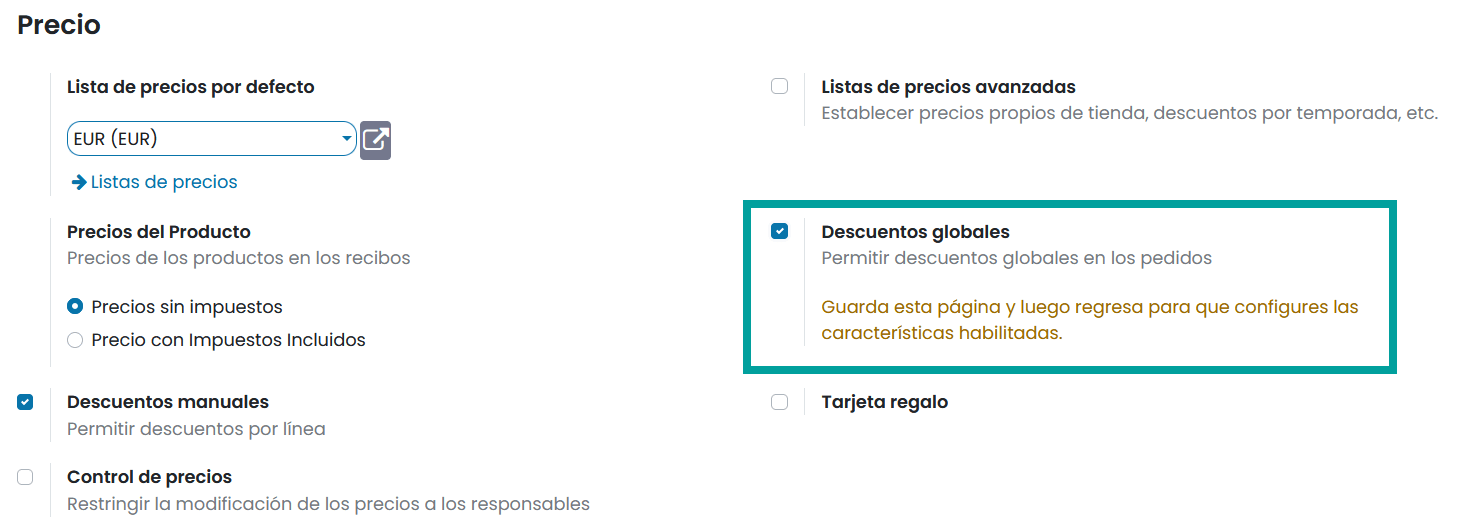 Precio
Lista de precios por defecto
EUR (EUR)
Listas de precios
Listas de precios avanzadas
Establecer precios propios de tienda, descuentos por temporada, etc.
Precios del Producto
Precios de los productos en los recibos
Precios sin impuestos
Precio con Impuestos Incluidos
Descuentos globales
Permitir descuentos globales en los pedidos
Guarda esta página y luego regresa para que configures las
características habilitadas.
Descuentos manuales
Permitir descuentos por línea
Tarjeta regalo
Control de precios
Restringir la modificación de los precios a los responsables